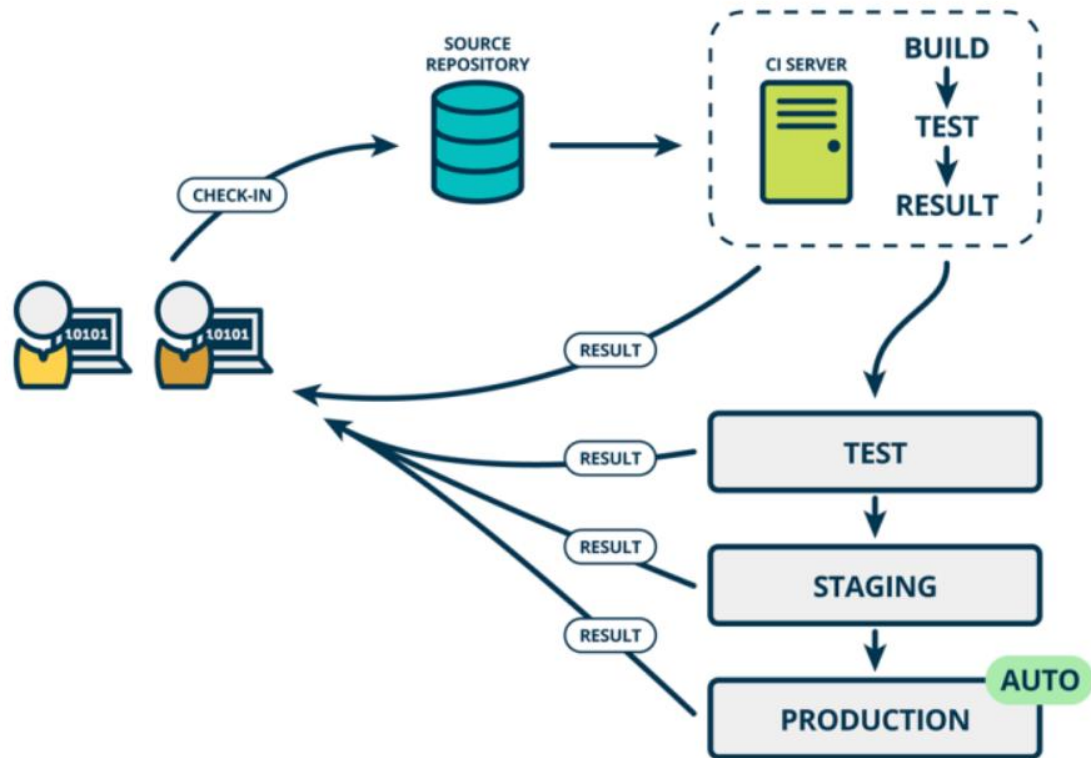 SOURCE
REPOSITORY
CI SERVER
BUILD
TEST
RESULT
CHECK-IN
10101
10101
RESULT
RESULT
TEST
RESULT
STAGING
RESULT
AUTO
PRODUCTION